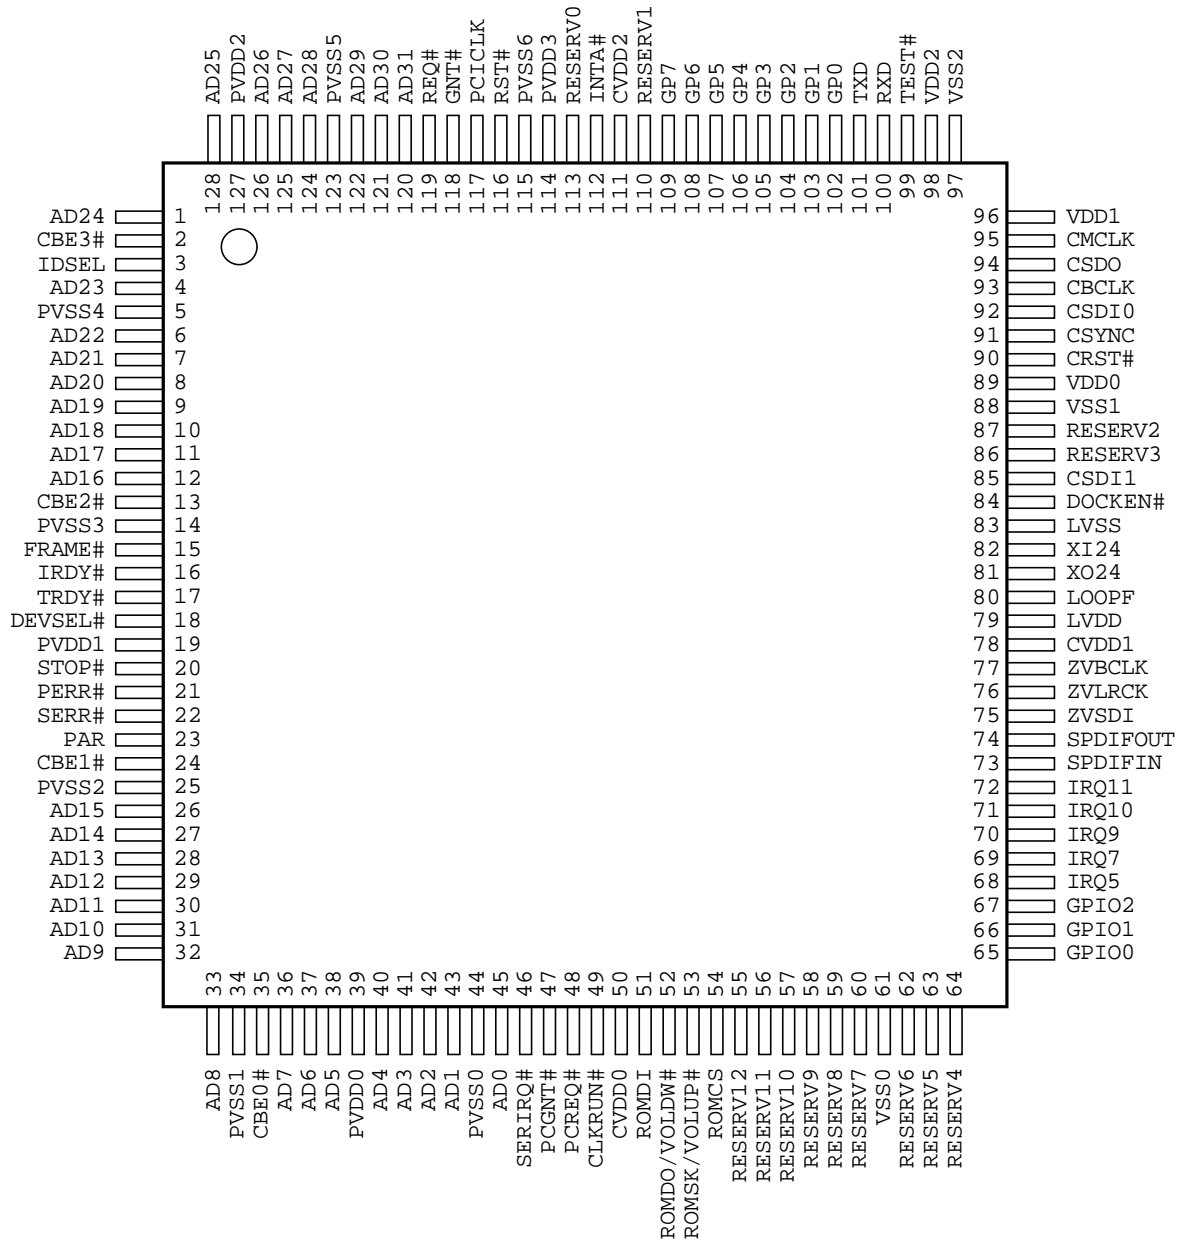 AD25 PVDD2 AD26 AD27 AD28 PVSS5 AD29 AD30 AD31 REQ# GNT# PCICLK RST# PVSS6 PVDD3 RESERV0 INTA# CVDD2 RESERV1 GP7 GP6 GP5 GP4 GP3 GP2 GP1 GP0 TXD RXD TEST# VDD2 VSS2
128 127 126 125 124 123 122 121 120 119 118 117 116 115 114 113 112 111 110 109 108 107 106 105 104 103 102 101 100 99 98 97
AD24 1 96 VDD1
CBE3# 2 95 CMCLK
IDSEL 3 94 CSDO
AD23 4 93 CBCLK
PVSS4 5 92 CSDI0
AD22 6 91 CSYNC
AD21 7 90 CRST#
AD20 8 89 VDD0
AD19 9 88 VSS1
AD18 10 87 RESERV2
AD17 11 86 RESERV3
AD16 12 85 CSDI1
CBE2# 13 84 DOCKEN#
PVSS3 14 83 LVSS
FRAME# 15 82 XI24
IRDY# 16 81 XO24
TRDY# 17 80 LOOPF
DEVSEL# 18 79 LVDD
PVDD1 19 78 CVDD1
STOP# 20 77 ZVBCLK
PERR# 21 76 ZVLRCK
SERR# 22 75 ZVSDI
PAR 23 74 SPDIFOUT
CBE1# 24 73 SPDIFIN
PVSS2 25 72 IRQ11
AD15 26 71 IRQ10
AD14 27 70 IRQ9
AD13 28 69 IRQ7
AD12 29 68 IRQ5
AD11 30 67 GPIO2
AD10 31 66 GPIO1
AD9 32 65 GPIO0
33 34 35 36 37 38 39 40 41 42 43 44 45 46 47 48 49 50 51 52 53 54 55 56 57 58 59 60 61 62 63 64
AD8 PVSS1 CBE0# AD7 AD6 AD5 PVDD0 AD4 AD3 AD2 AD1 PVSS0 AD0 SERIRQ# PCGNT# PCREQ# CLKRUN# CVDD0 ROMDI ROMDO/VOLDW# ROMSK/VOLUP# ROMCS RESERV12 RESERV11 RESERV10 RESERV9 RESERV8 RESERV7 VSS0 RESERV6 RESERV5 RESERV4